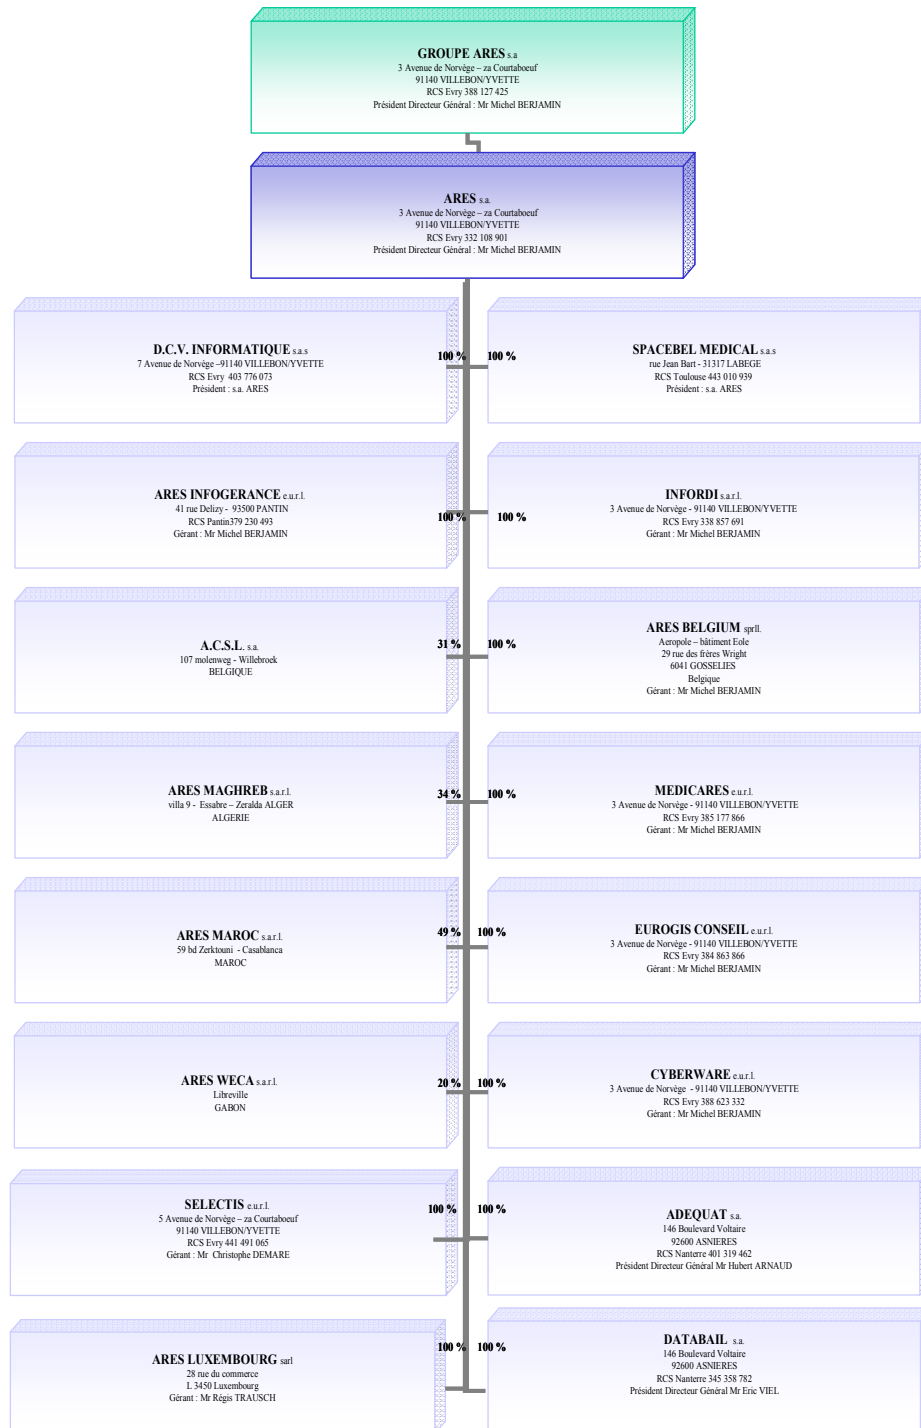 GROUPE ARES s.a
3 Avenue de Norvège – za Courtaboeuf
91140 VILLEBON/YVETTE
RCS Evry 388 127 425
Président Directeur Général : Mr Michel BERJAMIN
ARES s.a.
3 Avenue de Norvège – za Courtaboeuf
91140 VILLEBON/YVETTE
RCS Evry 332 108 901
Président Directeur Général : Mr Michel BERJAMIN
D.C.V. INFORMATIQUE s.a.s
7 Avenue de Norvège –91140 VILLEBON/YVETTE
RCS Evry 403 776 073
Président : s.a. ARES
100 %
100 %
SPACEBEL MEDICAL s.a.s
rue Jean Bart - 31317 LABEGE
RCS Toulouse 443 010 939
Président : s.a. ARES
ARES INFOGERANCE e.u.r.l.
41 rue Delizy - 93500 PANTIN
RCS Pantin379 230 493
Gérant : Mr Michel BERJAMIN
100 %
100 %
INFORDI s.a.r.l.
3 Avenue de Norvège - 91140 VILLEBON/YVETTE
RCS Evry 338 857 691
Gérant : Mr Michel BERJAMIN
A.C.S.L. s.a.
107 molenweg - Willebroek
BELGIQUE
31 %
100 %
ARES BELGIUM sprll.
Aeropole – bâtiment Eole
29 rue des frères Wright
6041 GOSSELIES
Belgique
Gérant : Mr Michel BERJAMIN
ARES MAGHREB s.a.r.l.
villa 9 - Essabre – Zeralda ALGER
ALGERIE
34 %
100 %
MEDICARES e.u.r.l.
3 Avenue de Norvège - 91140 VILLEBON/YVETTE
RCS Evry 385 177 866
Gérant : Mr Michel BERJAMIN
ARES MAROC s.a.r.l.
59 bd Zerktouni - Casablanca
MAROC
49 %
100 %
EUROGIS CONSEIL e.u.r.l.
3 Avenue de Norvège - 91140 VILLEBON/YVETTE
RCS Evry 384 863 866
Gérant : Mr Michel BERJAMIN
ARES WECA s.a.r.l.
Libreville
GABON
20 %
100 %
CYBERWARE e.u.r.l.
3 Avenue de Norvège - 91140 VILLEBON/YVETTE
RCS Evry 388 623 332
Gérant : Mr Michel BERJAMIN
SELECTIS e.u.r.l.
5 Avenue de Norvège – za Courtaboeuf
91140 VILLEBON/YVETTE
RCS Evry 441 491 065
Gérant : Mr Christophe DEMARE
100 %
100 %
ADEQUAT s.a.
146 Boulevard Voltaire
92600 ASNIERES
RCS Nanterre 401 319 462
Président Directeur Général Mr Hubert ARNAUD
ARES LUXEMBOURG sarl
28 rue du commerce
L 3450 Luxembourg
Gérant : Mr Régis TRAUSCH
100 %
100 %
DATABAIL s.a.
146 Boulevard Voltaire
92600 ASNIERES
RCS Nanterre 345 358 782
Président Directeur Général Mr Eric VIEL